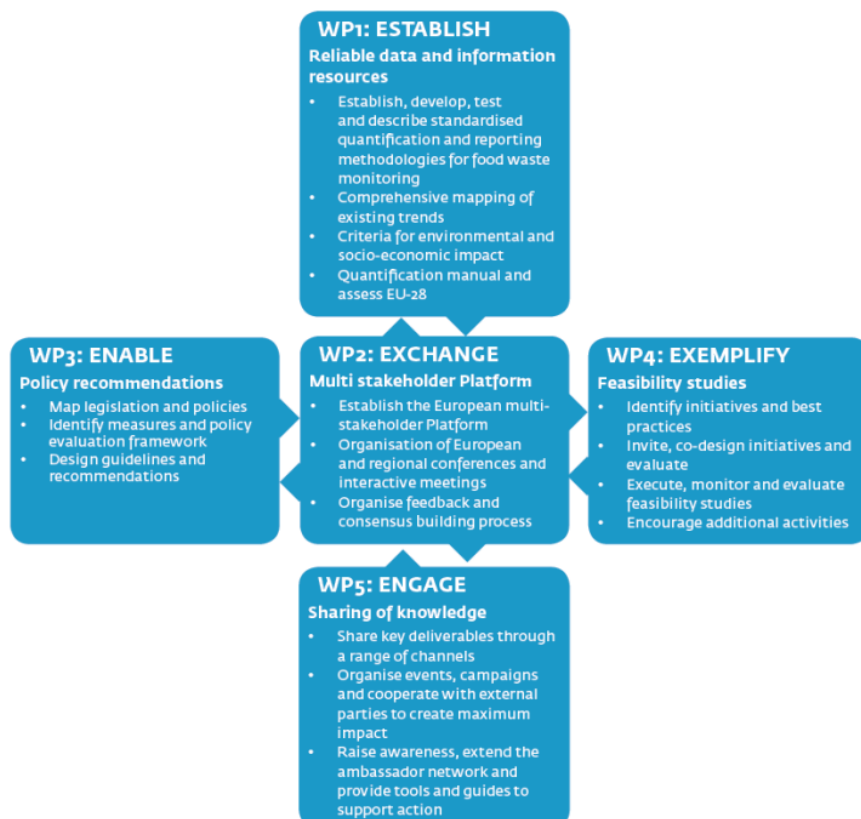 WP1: ESTABLISH
Reliable data and information
resources
• Establish, develop, test
and describe standardised
quantification and reporting
methodologies for food waste
monitoring
• Comprehensive mapping of
existing trends
• Criteria for environmental and
socio-economic impact
• Quantification manual and
assess EU-28
WP3: ENABLE
Policy recommendations
• Map legislation and policies
• Identify measures and policy
evaluation framework
• Design guidelines and
recommendations
WP2: EXCHANGE
Multi stakeholder Platform
• Establish the European multi-
stakeholder Platform
• Organisation of European
and regional conferences and
interactive meetings
• Organise feedback and
consensus building process
WP4: EXEMPLIFY
Feasibility studies
• Identify initiatives and best
practices
• Invite, co-design initiatives and
evaluate
• Execute, monitor and evaluate
feasibility studies
• Encourage additional activities
WP5: ENGAGE
Sharing of knowledge
• Share key deliverables through
a range of channels
• Organise events, campaigns
and cooperate with external
parties to create maximum
impact
• Raise awareness, extend the
ambassador network and
provide tools and guides to
support action